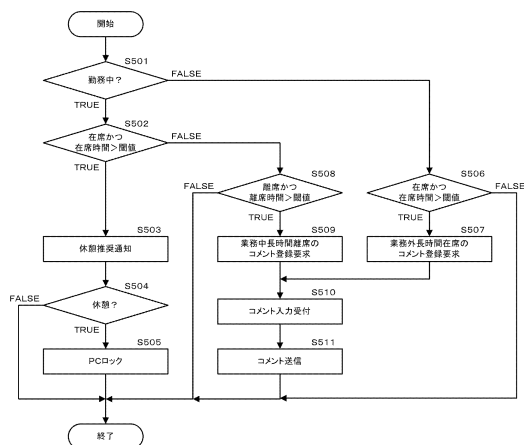 開始
S501
勤務中？
FALSE
TRUE
S502
在席かつ
在席時間＞閾値
FALSE
TRUE
S508
離席かつ
離席時間＞閾値
FALSE
TRUE
S506
在席かつ
在席時間＞閾値
FALSE
TRUE
S503
休憩推奨通知
S509
業務中長時間離席の
コメント登録要求
S507
業務外長時間在席の
コメント登録要求
S504
休憩？
FALSE
TRUE
S510
コメント入力受付
S505
PCロック
S511
コメント送信
終了